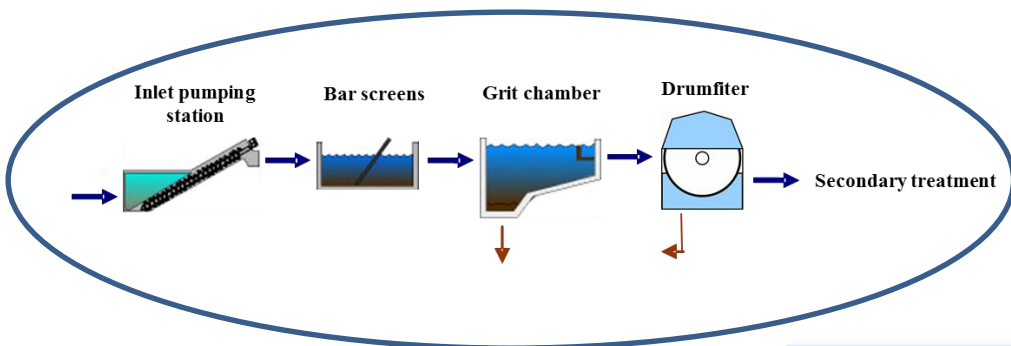 Inlet pumping
station
Bar screens
Grit chamber
Drumfiter
Secondary treatment